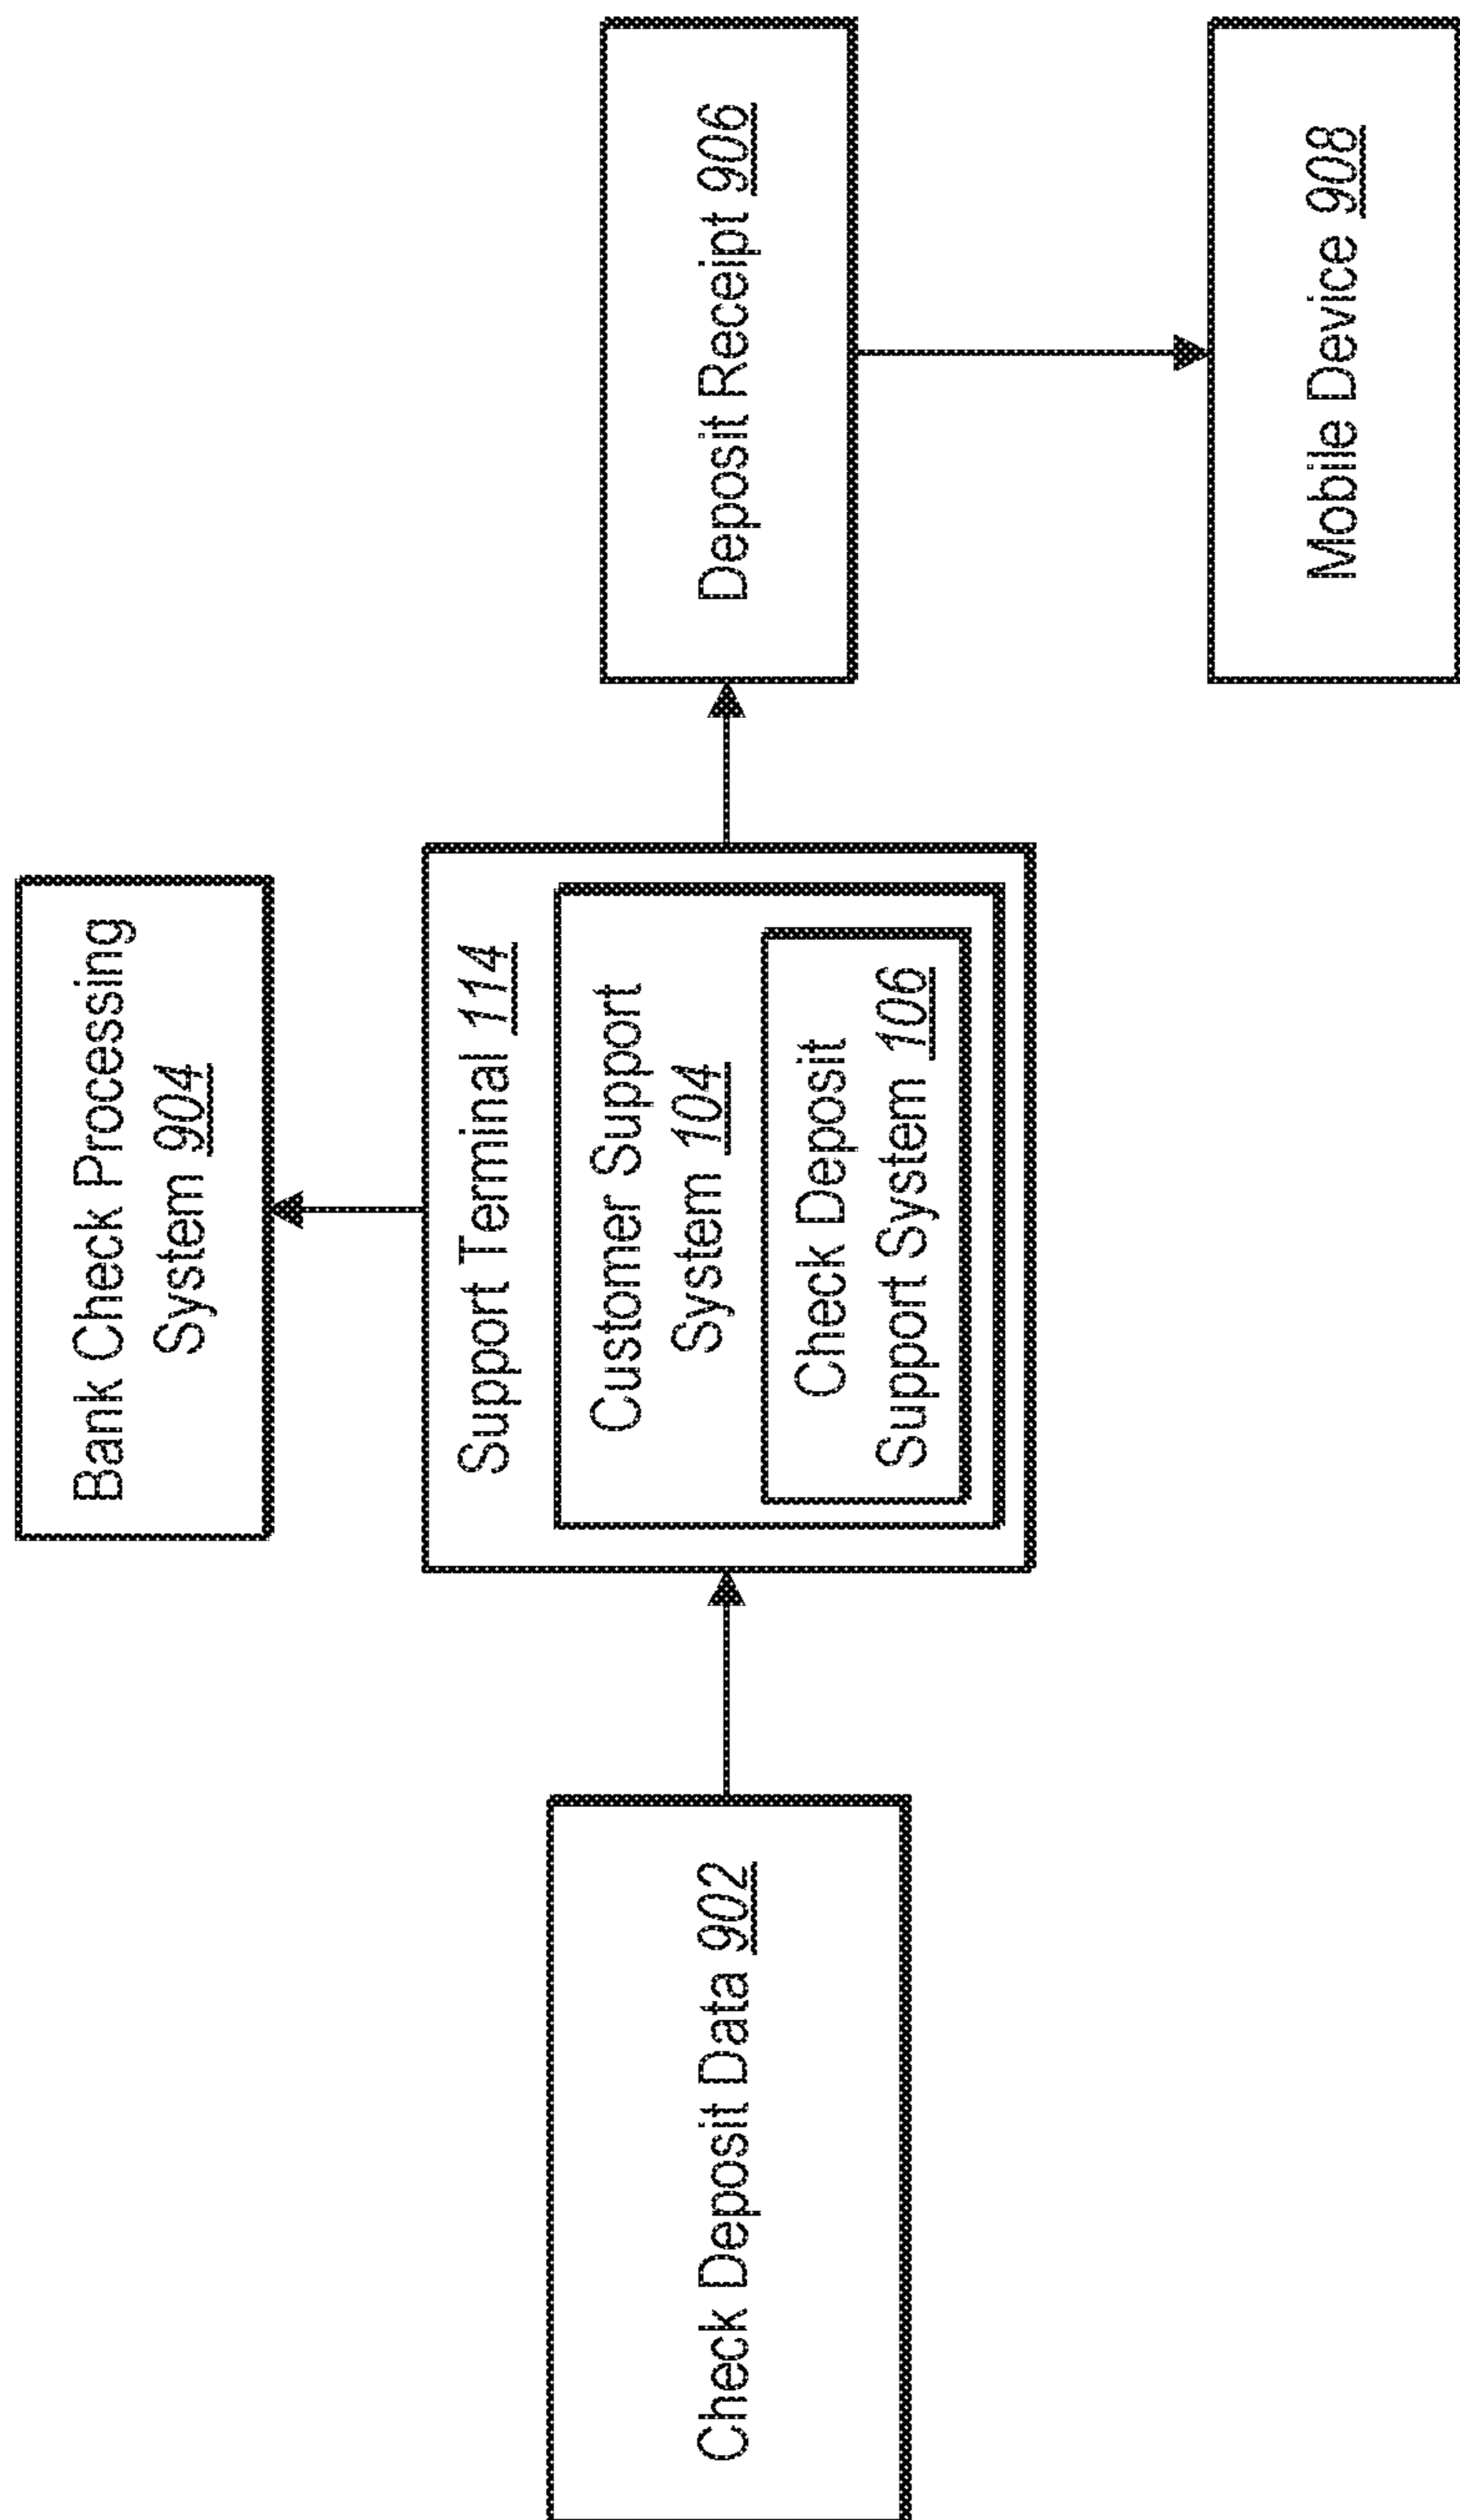 Bank Check Processing
System 904
Check Deposit Data 902
Support Terminal 114
Customer Support
System 104
Check Deposit
Support System 106
Deposit Receipt 906
Mobile Device 908